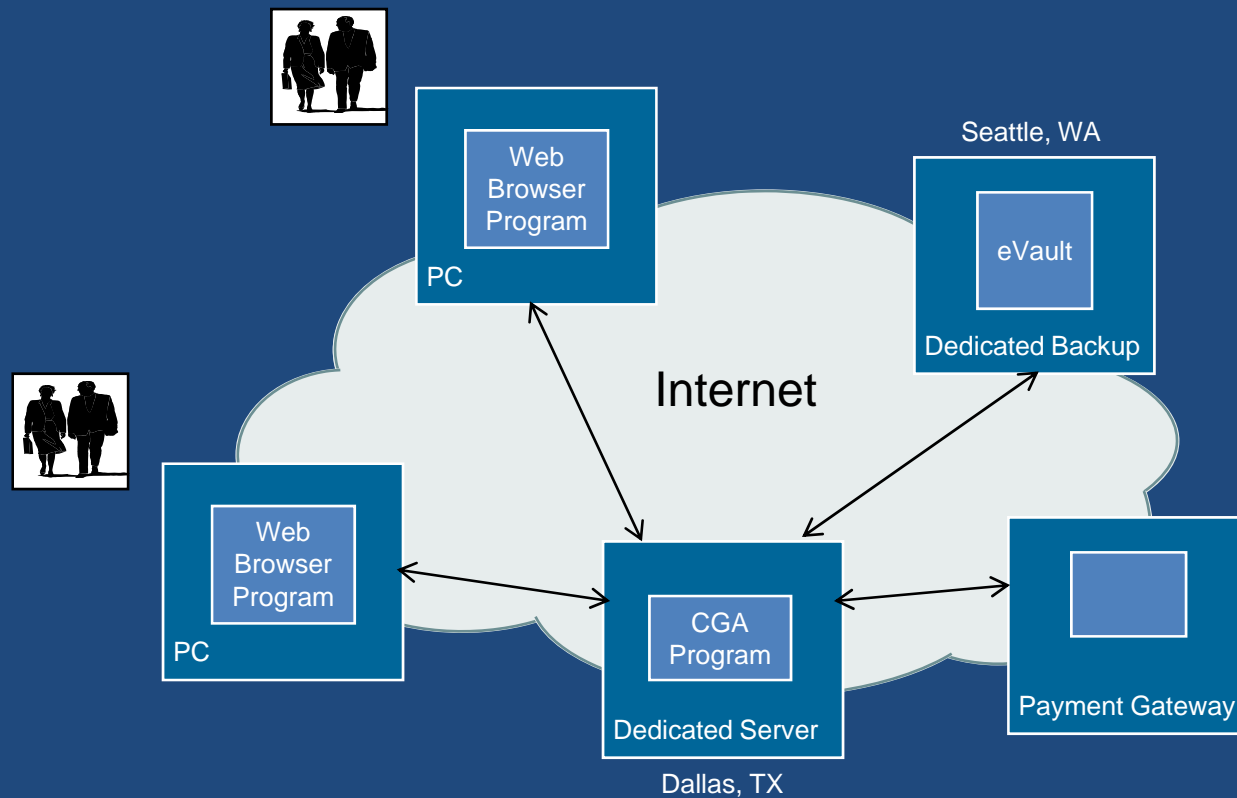 Web
Browser
Program
PC
Seattle, WA
eVault
Dedicated Backup
Internet
Web
Browser
Program
PC
CGA
Program
Dedicated Server
Dallas, TX
Payment Gateway